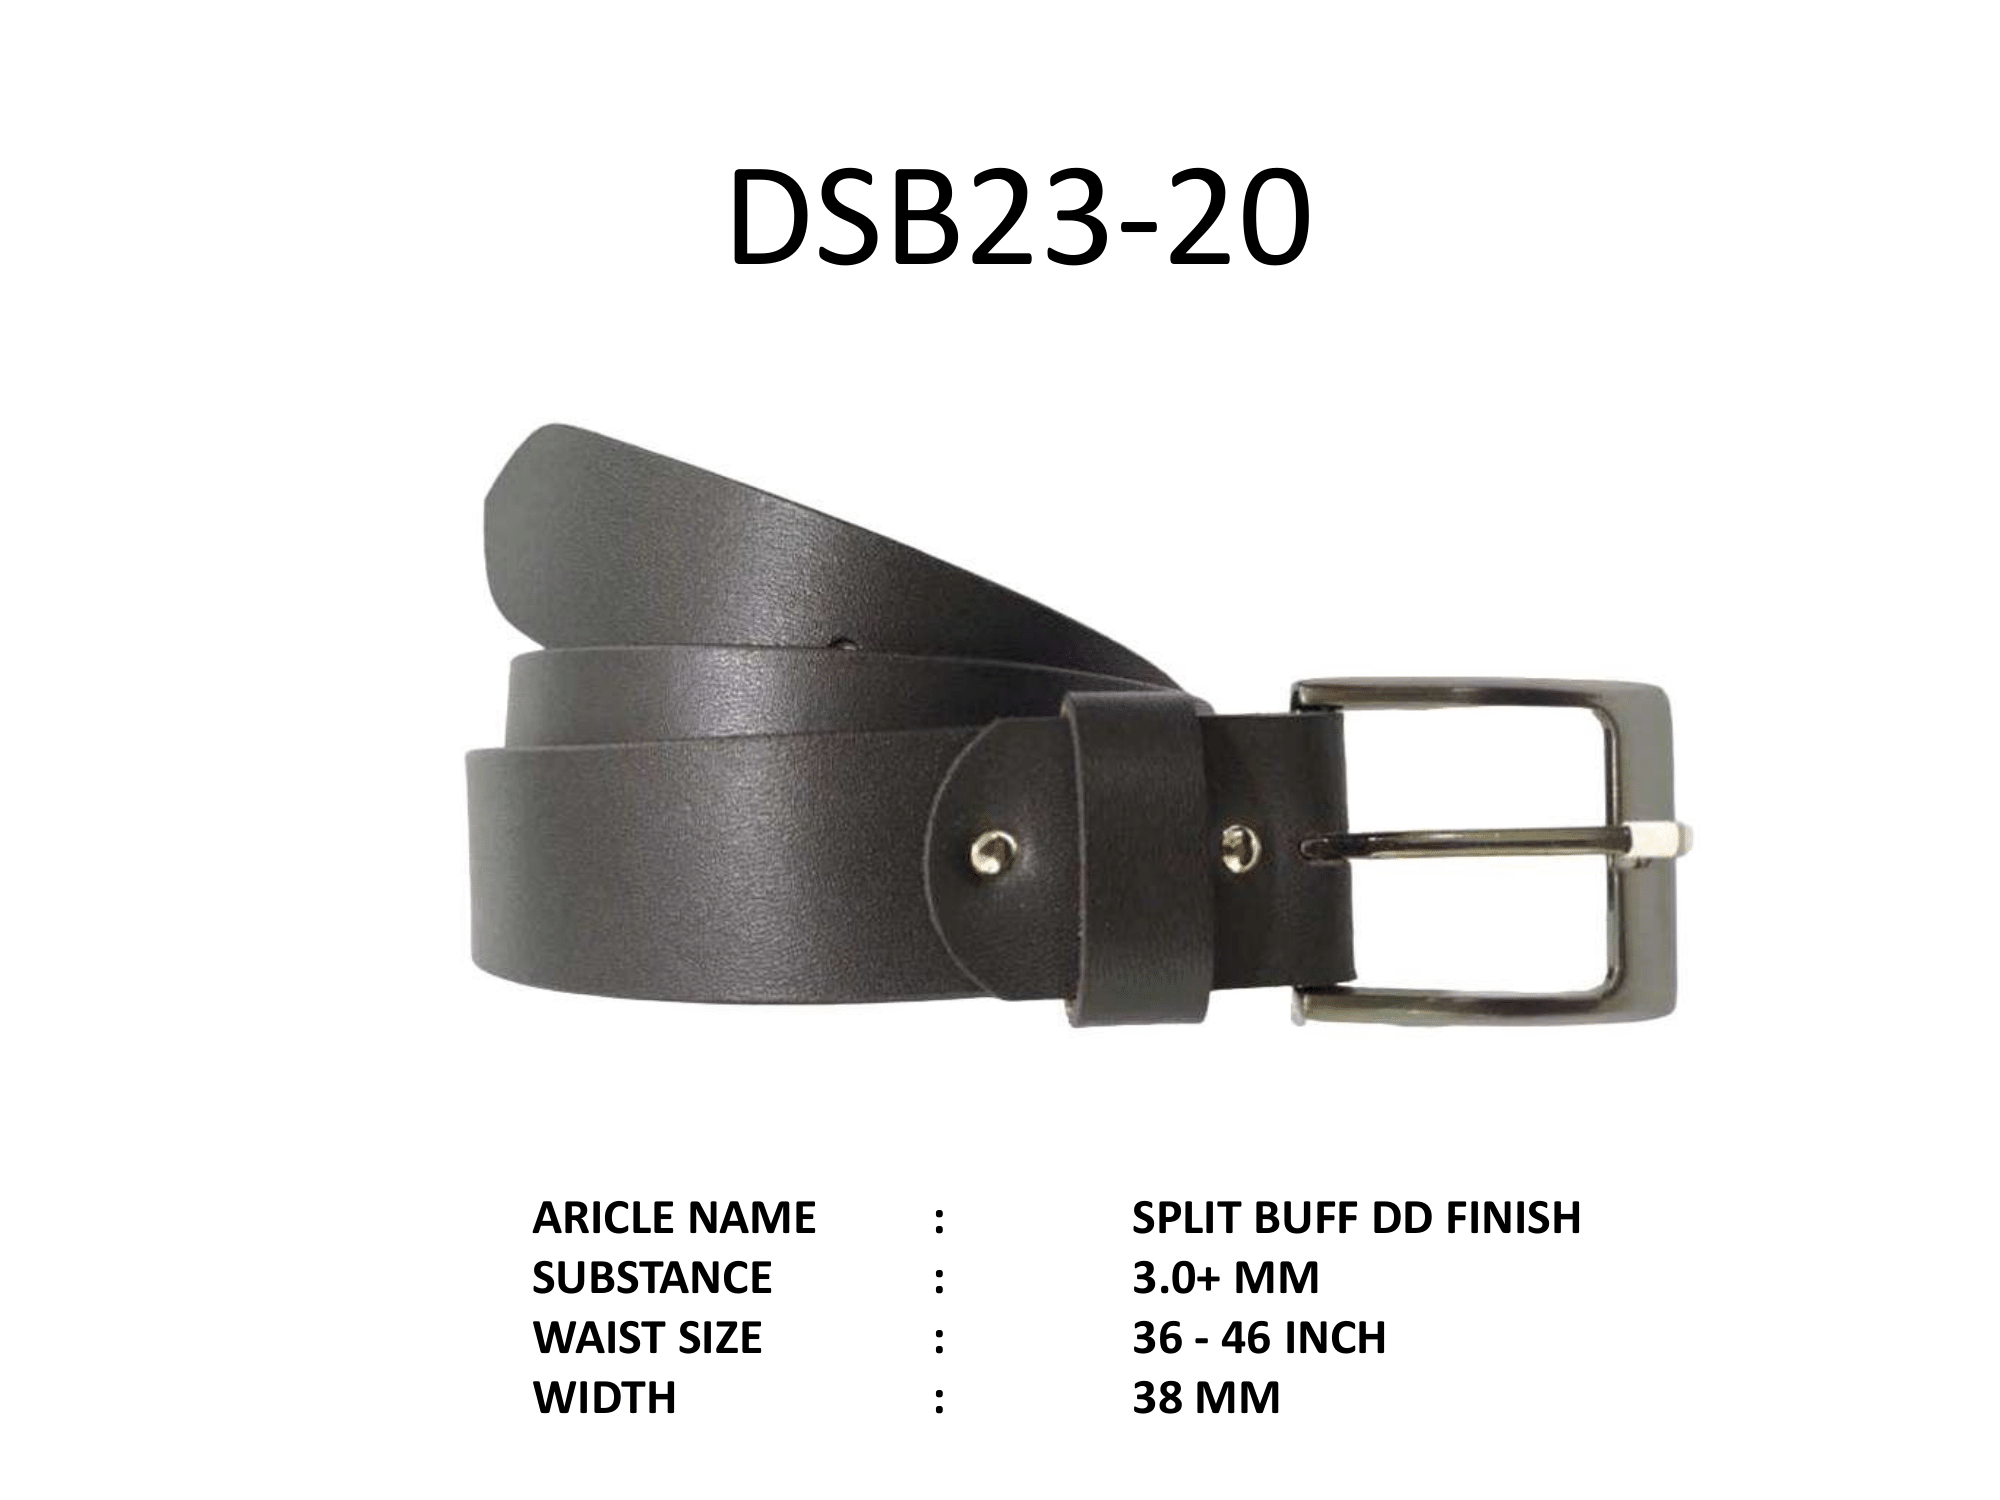 DSB23-20
ARICLE NAME : SPLIT BUFF DD FINISH
SUBSTANCE : 3.0+ MM
WAIST SIZE : 36 - 46 INCH
WIDTH : 38 MM